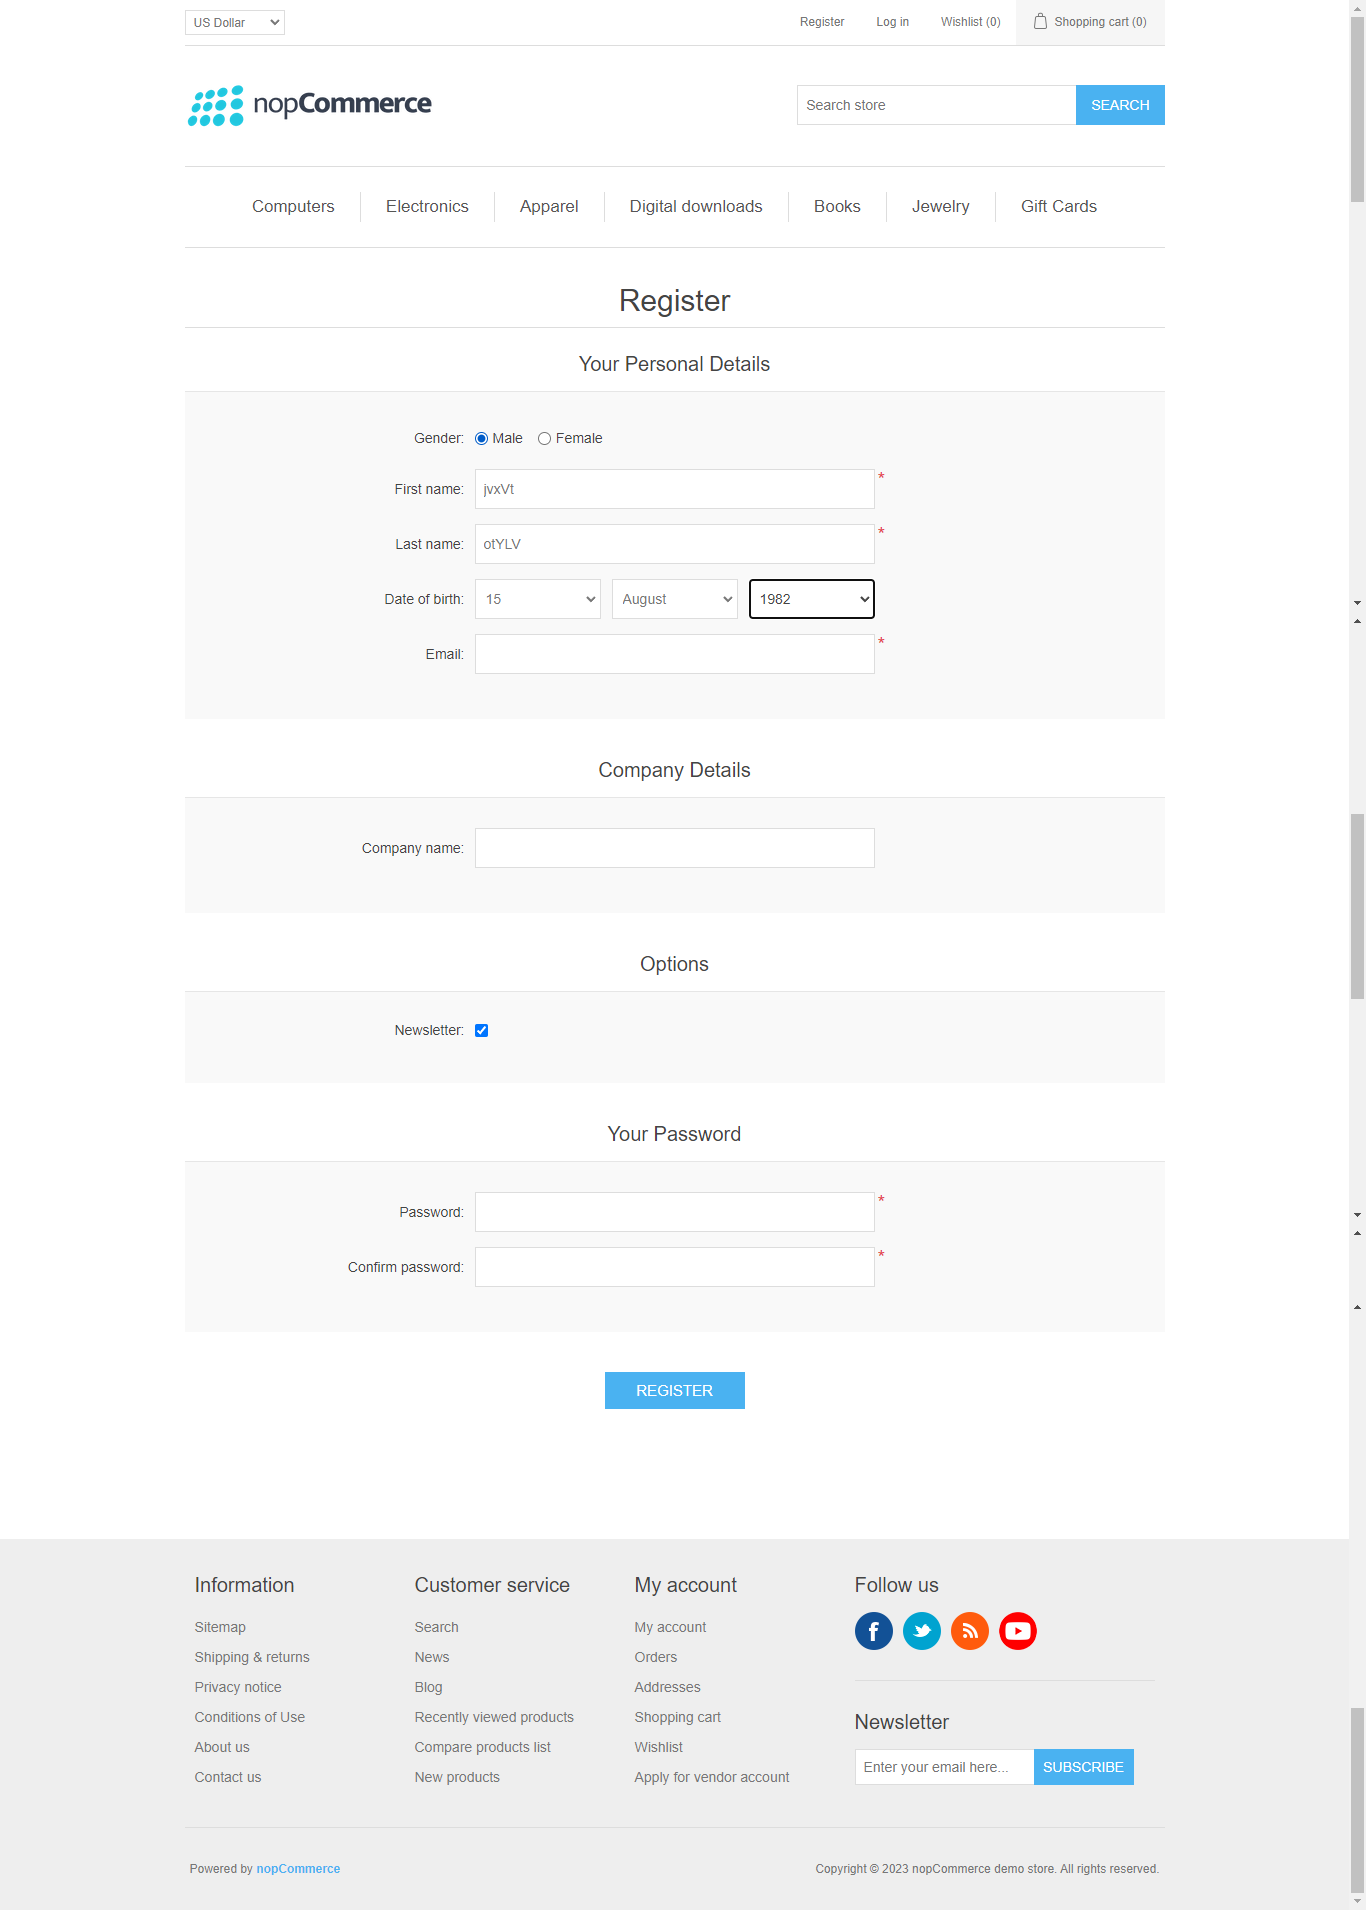 US Dollar
Register
Log in
Wishlist (0)
Shopping cart (0)
nopCommerce
Search store
SEARCH
Computers
Electronics
Apparel
Digital downloads
Books
Jewelry
Gift Cards
Register
Your Personal Details
Gender: Male Female
First name: jvxVt *
Last name: otYLV *
Date of birth: 15 August 1982
Email: *
Company Details
Company name:
Options
Newsletter:
Your Password
Password: *
Confirm password: *
REGISTER
Information
Sitemap
Shipping & returns
Privacy notice
Conditions of Use
About us
Contact us
Customer service
Search
News
Blog
Recently viewed products
Compare products list
New products
My account
My account
Orders
Addresses
Shopping cart
Wishlist
Apply for vendor account
Follow us
Newsletter
Enter your email here...
SUBSCRIBE
Powered by nopCommerce
Copyright © 2023 nopCommerce demo store. All rights reserved.